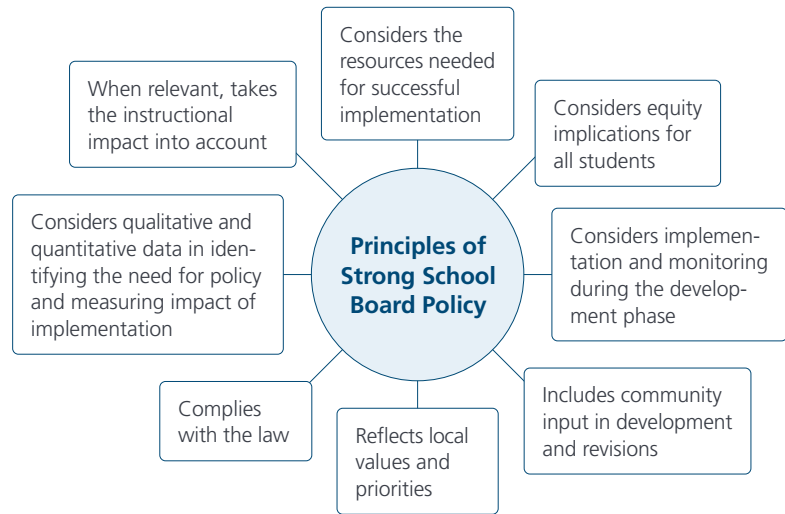 Considers the
resources needed
for successful
implementation
When relevant, takes
the instructional
impact into account
Considers equity
implications for
all students
Considers qualitative and
quantitative data in iden-
tifying the need for policy
and measuring impact of
implementation
Principles of
Strong School
Board Policy
Considers implemen-
tation and monitoring
during the develop-
ment phase
Complies
with the law
Reflects local
values and
priorities
Includes community
input in development
and revisions